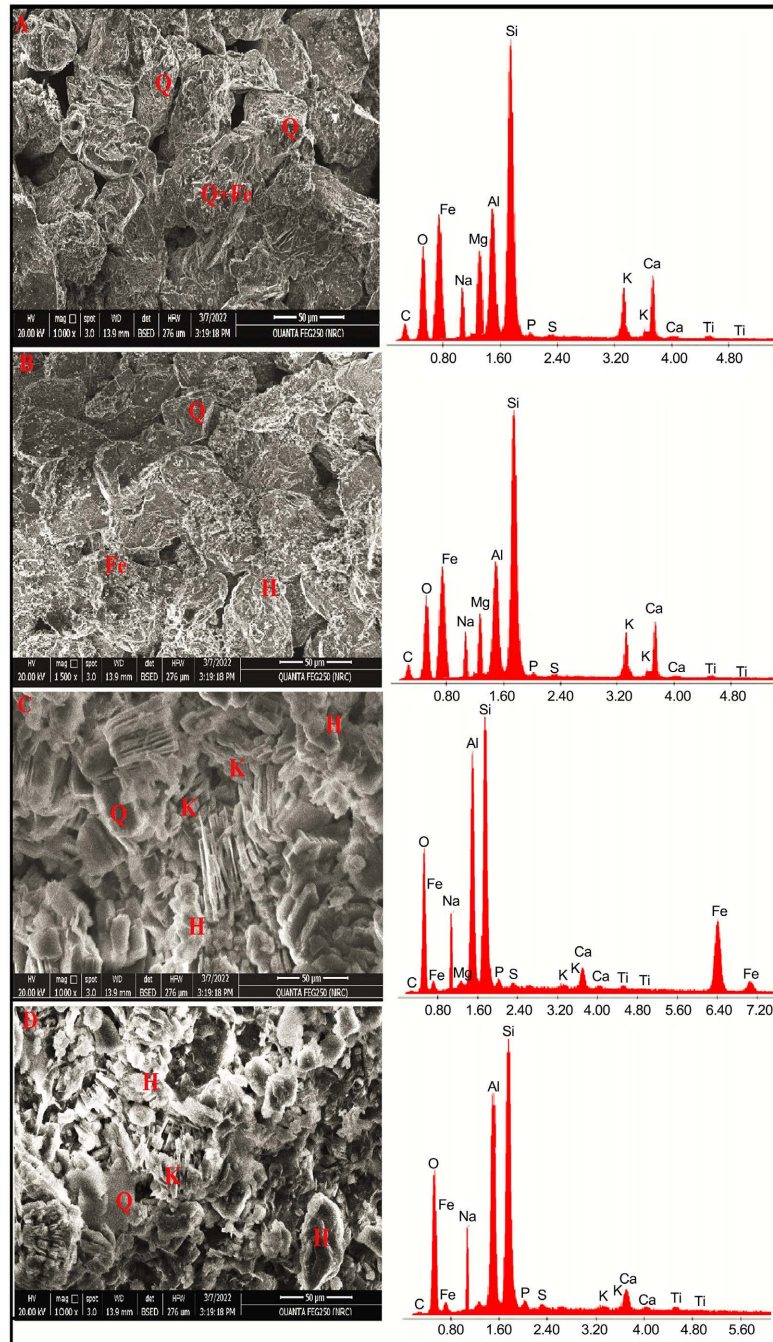 A
Q
Q
Q+Fe
HV mag □ spot WD det HFW 3/7/2022 50 µm
20.00 kV 1000 x 3.0 13.9 mm BSED 276 µm 3:19:18 PM QUANTA FEG250 (NRC)
Si
Fe Al
O Mg
Na K Ca
C P S K Ca Ti Ti
0.80 1.60 2.40 3.20 4.00 4.80
B
Q
Fe
H
HV mag □ spot WD det HFW 3/7/2022 50 µm
20.00 kV 1 500 x 3.0 13.9 mm BSED 276 µm 3:19:18 PM QUANTA FEG250 (NRC)
Si
Fe Al
O Mg
Na K Ca
C P S K Ca Ti Ti
0.80 1.60 2.40 3.20 4.00 4.80
C
H
K
Q K
H
HV mag □ spot WD det HFW 3/7/2022 50 µm
20.00 kV 1000 x 3.0 13.9 mm BSED 276 µm 3:19:18 PM QUANTA FEG250 (NRC)
Si
Al
O
Fe Na Fe
C Fe Mg P S K K Ca Ca Ti Ti Fe
0.80 1.60 2.40 3.20 4.00 4.80 5.60 6.40 7.20
D
H
K
Q
H
HV mag □ spot WD det HFW 3/7/2022 50 µm
20.00 kV 1000 x 3.0 13.9 mm BSED 276 µm 3:19:18 PM QUANTA FEG250 (NRC)
Si
Al
O
Fe Na
C Fe P S K K Ca Ca Ti Ti
0.80 1.60 2.40 3.20 4.00 4.80 5.60